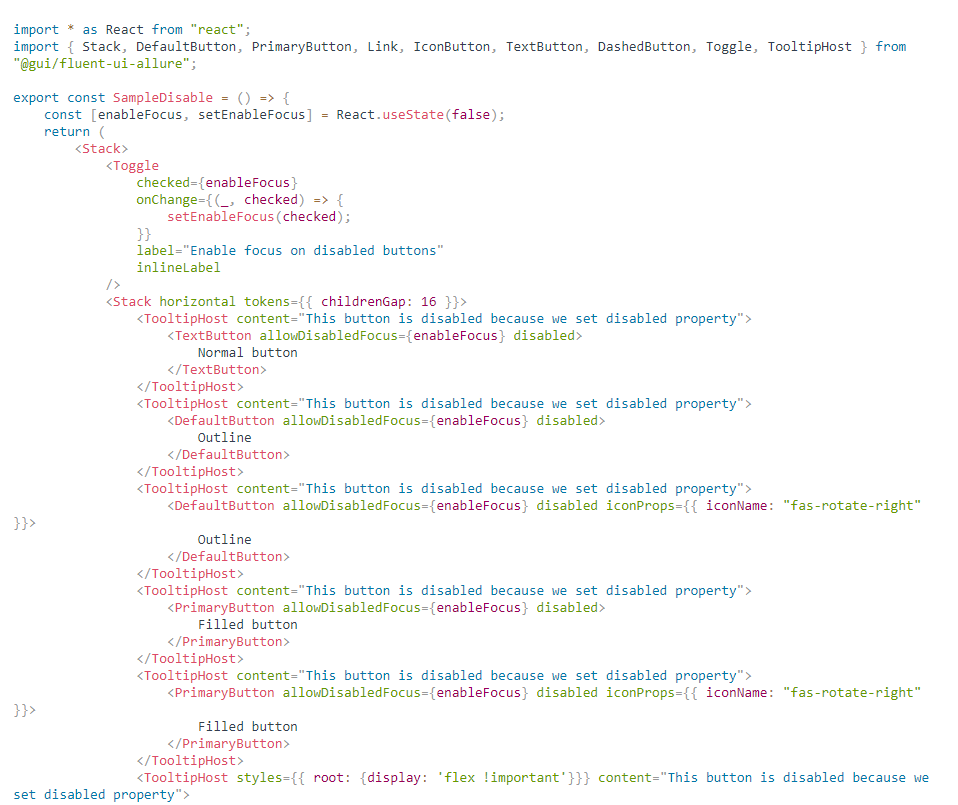 import * as React from "react";
import { Stack, DefaultButton, PrimaryButton, Link, IconButton, TextButton, DashedButton, Toggle, TooltipHost } from
"@gui/fluent-ui-allure";

export const SampleDisable = () => {
    const [enableFocus, setEnableFocus] = React.useState(false);
    return (
        <Stack>
            <Toggle
                checked={enableFocus}
                onChange={(_, checked) => {
                    setEnableFocus(checked);
                }}
                label="Enable focus on disabled buttons"
                inlineLabel
            />
            <Stack horizontal tokens={{ childrenGap: 16 }}>
                <TooltipHost content="This button is disabled because we set disabled property">
                    <TextButton allowDisabledFocus={enableFocus} disabled>
                        Normal button
                    </TextButton>
                </TooltipHost>
                <TooltipHost content="This button is disabled because we set disabled property">
                    <DefaultButton allowDisabledFocus={enableFocus} disabled>
                        Outline
                    </DefaultButton>
                </TooltipHost>
                <TooltipHost content="This button is disabled because we set disabled property">
                    <DefaultButton allowDisabledFocus={enableFocus} disabled iconProps={{ iconName: "fas-rotate-right"
}}>
                        Outline
                    </DefaultButton>
                </TooltipHost>
                <TooltipHost content="This button is disabled because we set disabled property">
                    <PrimaryButton allowDisabledFocus={enableFocus} disabled>
                        Filled button
                    </PrimaryButton>
                </TooltipHost>
                <TooltipHost content="This button is disabled because we set disabled property">
                    <PrimaryButton allowDisabledFocus={enableFocus} disabled iconProps={{ iconName: "fas-rotate-right"
}}>
                        Filled button
                    </PrimaryButton>
                </TooltipHost>
                <TooltipHost styles={{ root: {display: 'flex !important'}}} content="This button is disabled because we
set disabled property">